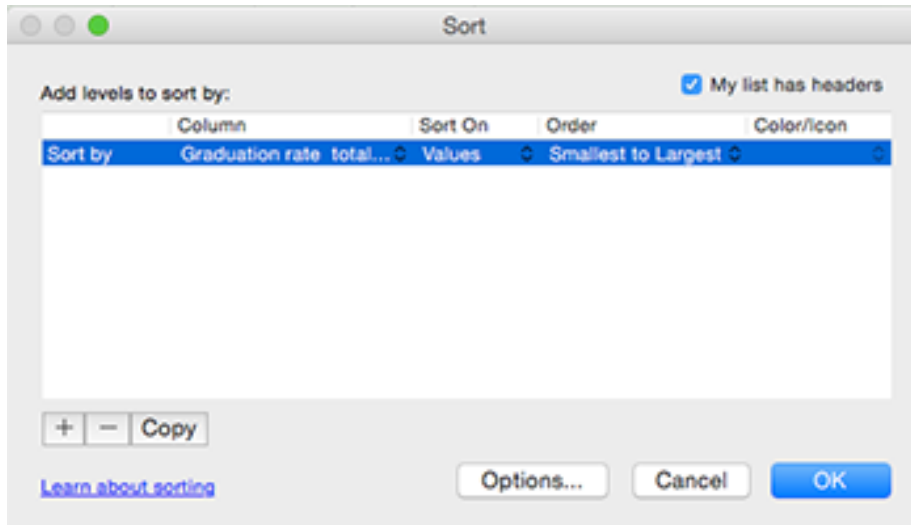 Sort
My list has headers
Add levels to sort by:
Column Sort On Order Color/Icon
Sort by Graduation rate total... Values Smallest to Largest
+ − Copy
Learn about sorting
Options... Cancel OK